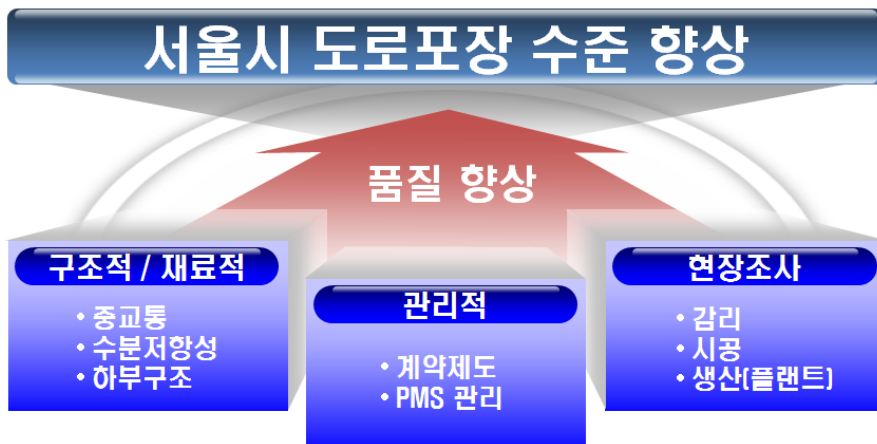 서울시 도로포장 수준 향상
품질 향상
구조적 / 재료적
• 중교통
• 수분저항성
• 하부구조
관리적
• 계약제도
• PMS 관리
현장조사
• 감리
• 시공
• 생산(플랜트)